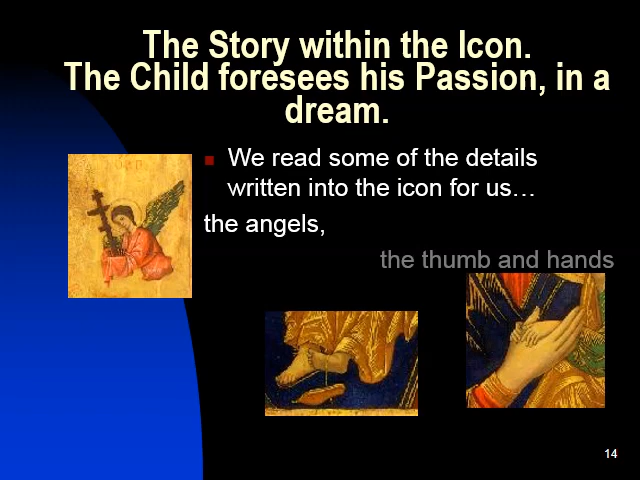 The Story within the Icon.
The Child foresees his Passion, in a
dream.
We read some of the details
written into the icon for us…
the angels,
the thumb and hands
14